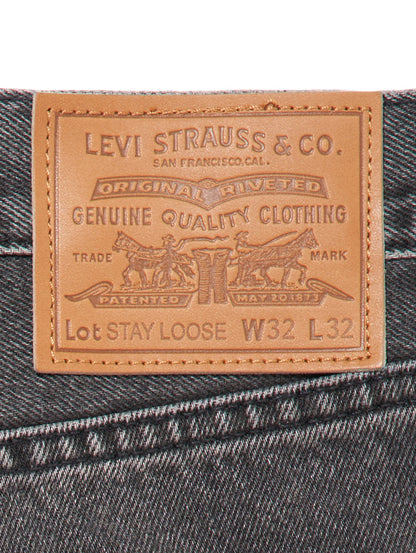 LEVI STRAUSS & CO.
SAN FRANCISCO, CAL.
ORIGINAL RIVETED
GENUINE QUALITY CLOTHING
TRADE MARK
PATENTED MAY 20 1873
Lot STAY LOOSE W32 L32